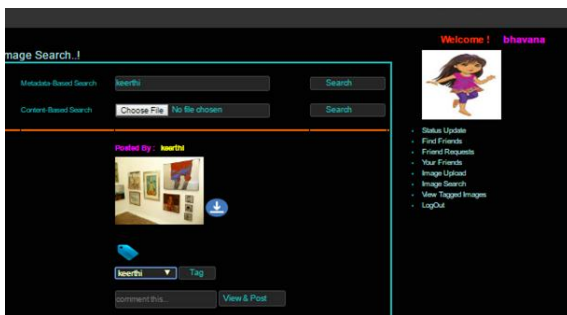 Welcome ! bhavana
mage Search..!
Metadata-Based Search keerthi Search
Content-Based Search Choose File No file chosen Search
Posted By : keerthi
keerthi Tag
comment this... View & Post
Status Update
Find Friends
Friend Requests
Your Friends
Image Upload
Image Search
View Tagged Images
LogOut